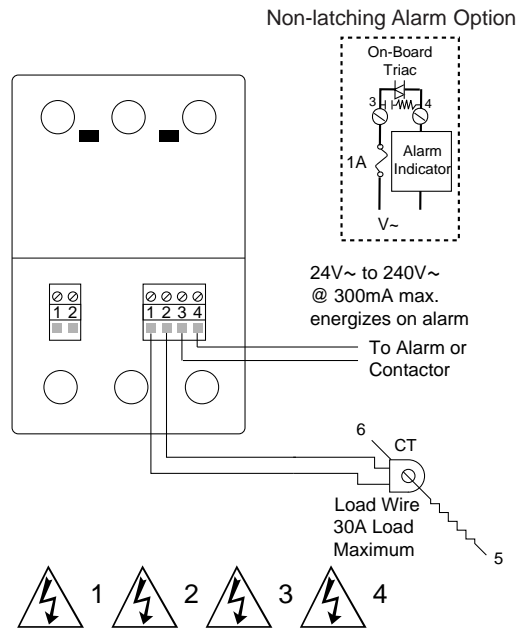 Non-latching Alarm Option
On-Board
Triac
3
4
1A
Alarm
Indicator
V~
1 2
1 2 3 4
24V~ to 240V~
@ 300mA max.
energizes on alarm
To Alarm or
Contactor
6
CT
Load Wire
30A Load
Maximum
5
1
2
3
4